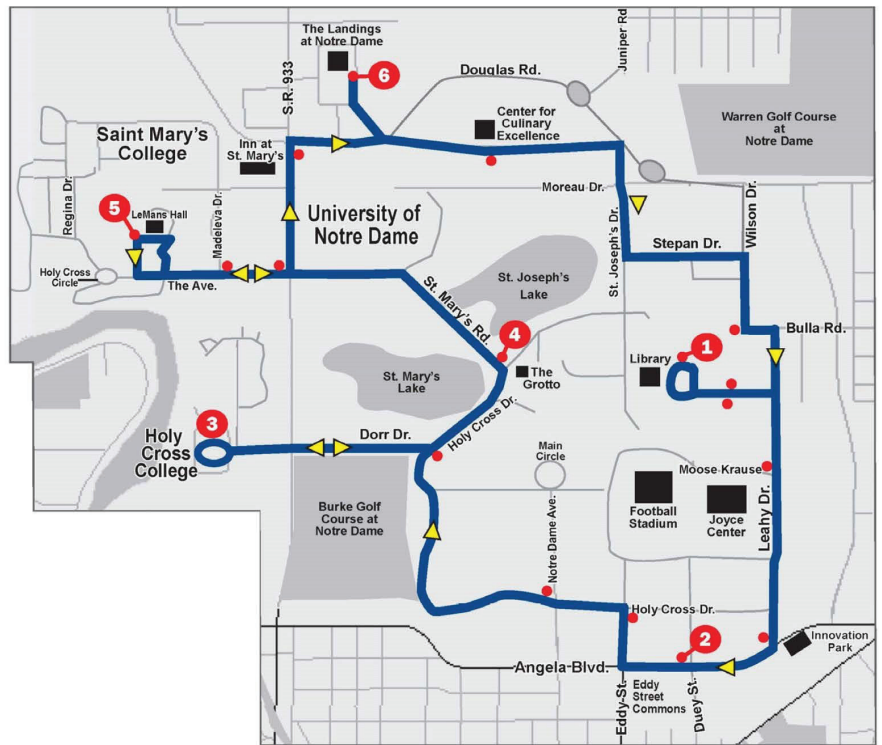 The Landings
at Notre Dame
6
S.R. 933
Douglas Rd.
Juniper Rd
Center for
Culinary
Excellence
Warren Golf Course
at
Notre Dame
Saint Mary's
College
Inn at
St. Mary's
Regina Dr.
5
LeMans Hall
Madeleva Dr.
University of
Notre Dame
Moreau Dr.
St. Joseph's Dr.
Stepan Dr.
Wilson Dr.
Holy Cross
Circle
The Ave.
St. Mary's Rd.
St. Joseph's
Lake
Bulla Rd.
4
1
Library
St. Mary's
Lake
The
Grotto
3
Holy
Cross
College
Dorr Dr.
Holy Cross Dr.
Main
Circle
Moose Krause
Burke Golf
Course at
Notre Dame
Football
Stadium
Joyce
Center
Leahy Dr.
Notre Dame Ave.
Holy Cross Dr.
2
Innovation
Park
Angela Blvd.
Eddy St.
Eddy
Street
Commons
Duey St.